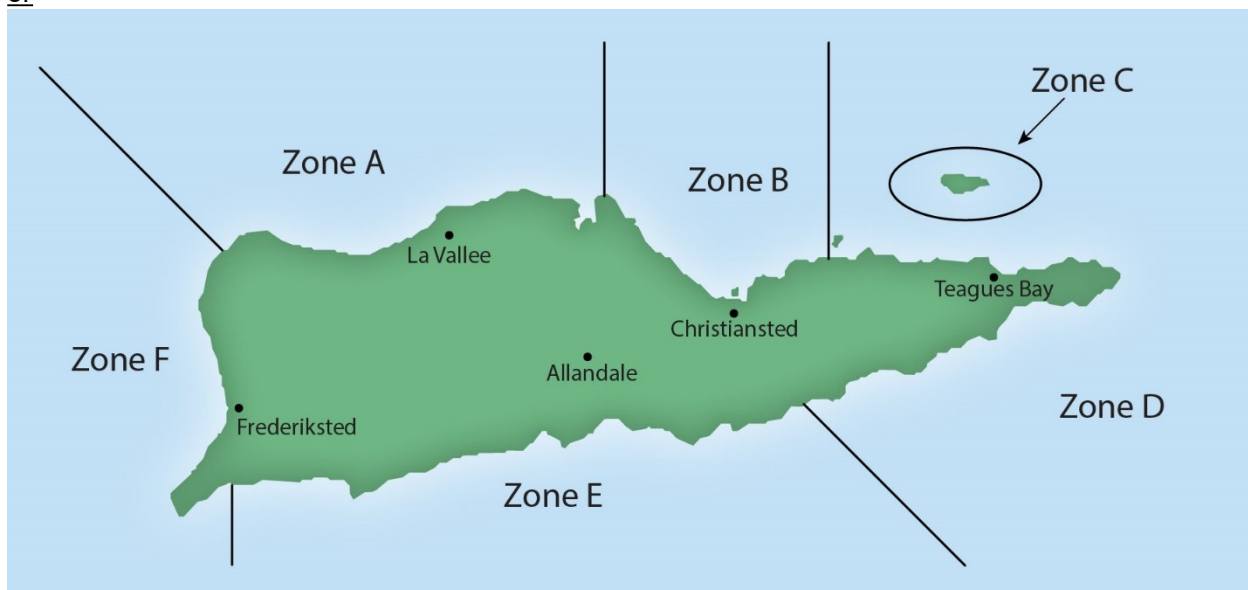 Zone C
Zone A
Zone B
La Vallee
Teagues Bay
Christiansted
Zone F
Allandale
Zone D
Frederiksted
Zone E